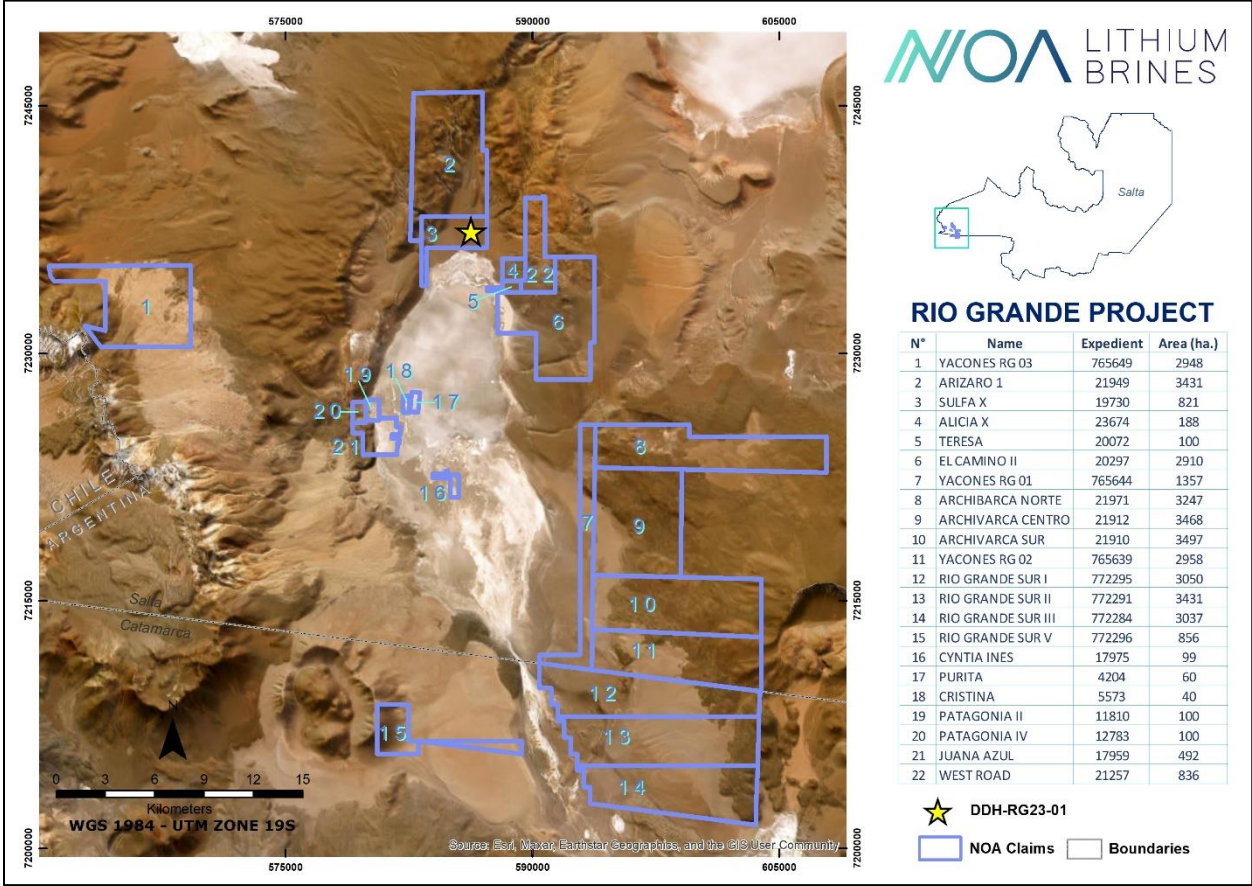 575000 590000 605000
7245000 7245000
7230000 7230000
7215000 7215000
7200000 7200000
575000 590000 605000
2
3
4 22
5
6
1
18
19
20 17
21
16
8
7
9
10
11
12
13
14
15
CHILE
ARGENTINA
Salta
Catamarca
N
0 3 6 9 12 15
Kilometers
WGS 1984 - UTM ZONE 19S
Source: Esri, Maxar, Earthstar Geographics, and the GIS User Community
NOA LITHIUM
BRINES
Salta
RIO GRANDE PROJECT
N° Name Expedient Area (ha.)
1 YACONES RG 03 765649 2948
2 ARIZARO 1 21949 3431
3 SULFA X 19730 821
4 ALICIA X 23674 188
5 TERESA 20072 100
6 EL CAMINO II 20297 2910
7 YACONES RG 01 765644 1357
8 ARCHIBARCA NORTE 21971 3247
9 ARCHIVARCA CENTRO 21912 3468
10 ARCHIVARCA SUR 21910 3497
11 YACONES RG 02 765639 2958
12 RIO GRANDE SUR I 772295 3050
13 RIO GRANDE SUR II 772291 3431
14 RIO GRANDE SUR III 772284 3037
15 RIO GRANDE SUR V 772296 856
16 CYNTIA INES 17975 99
17 PURITA 4204 60
18 CRISTINA 5573 40
19 PATAGONIA II 11810 100
20 PATAGONIA IV 12783 100
21 JUANA AZUL 17959 492
22 WEST ROAD 21257 836
DDH-RG23-01
NOA Claims Boundaries